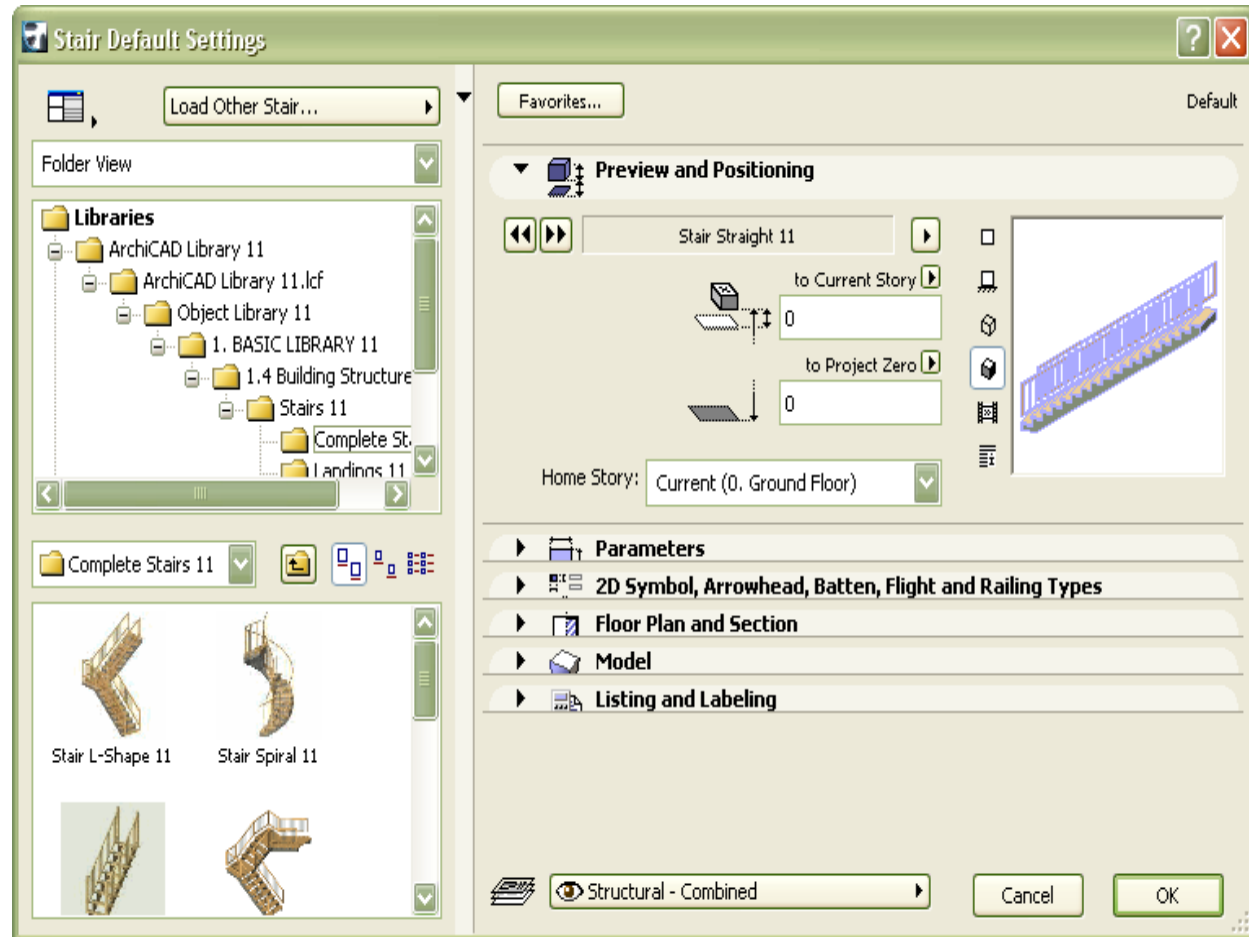 Stair Default Settings
Load Other Stair...
Folder View
Libraries
ArchiCAD Library 11
ArchiCAD Library 11.lcf
Object Library 11
1. BASIC LIBRARY 11
1.4 Building Structure
Stairs 11
Complete
Landings 11
Complete Stairs 11
Stair L-Shape 11
Stair Spiral 11
Favorites...
Default
Preview and Positioning
Stair Straight 11
to Current Story
0
to Project Zero
0
Home Story:
Current (0. Ground Floor)
Parameters
2D Symbol, Arrowhead, Batten, Flight and Railing Types
Floor Plan and Section
Model
Listing and Labeling
Structural - Combined
Cancel
OK